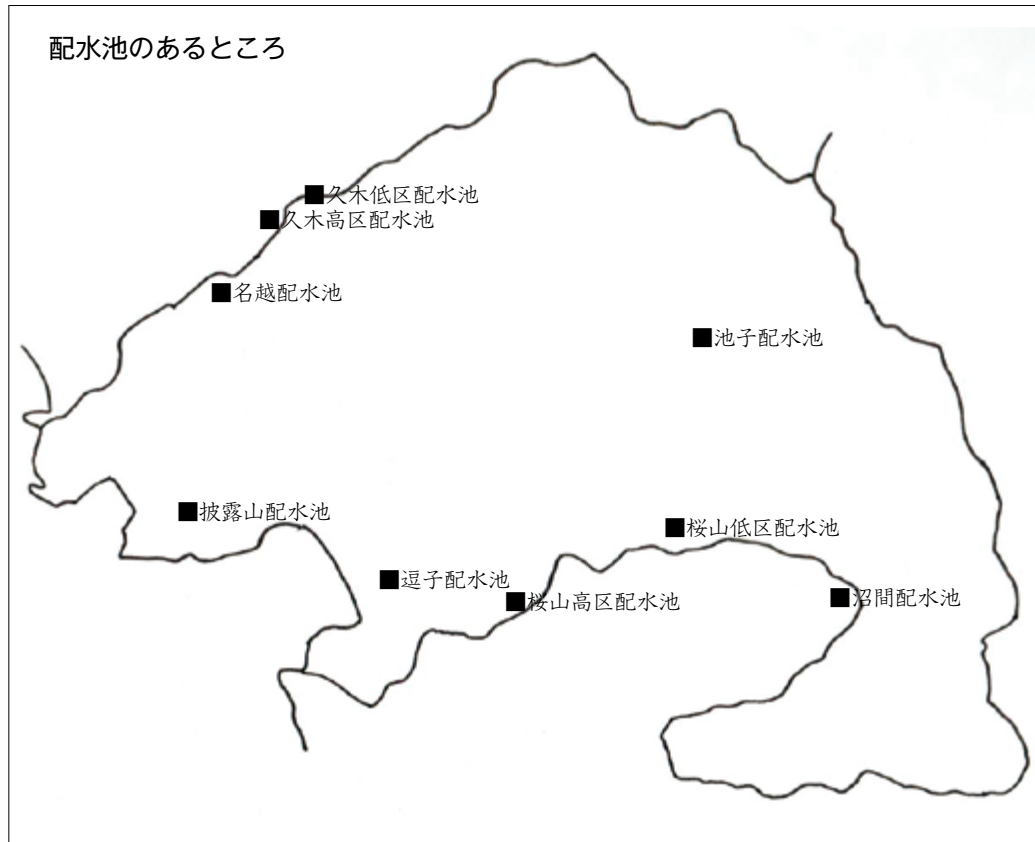 配水池のあるところ
■久木低区配水池
■久木高区配水池
■名越配水池
■池子配水池
■披露山配水池
■桜山低区配水池
■逗子配水池
■桜山高区配水池
■沼間配水池